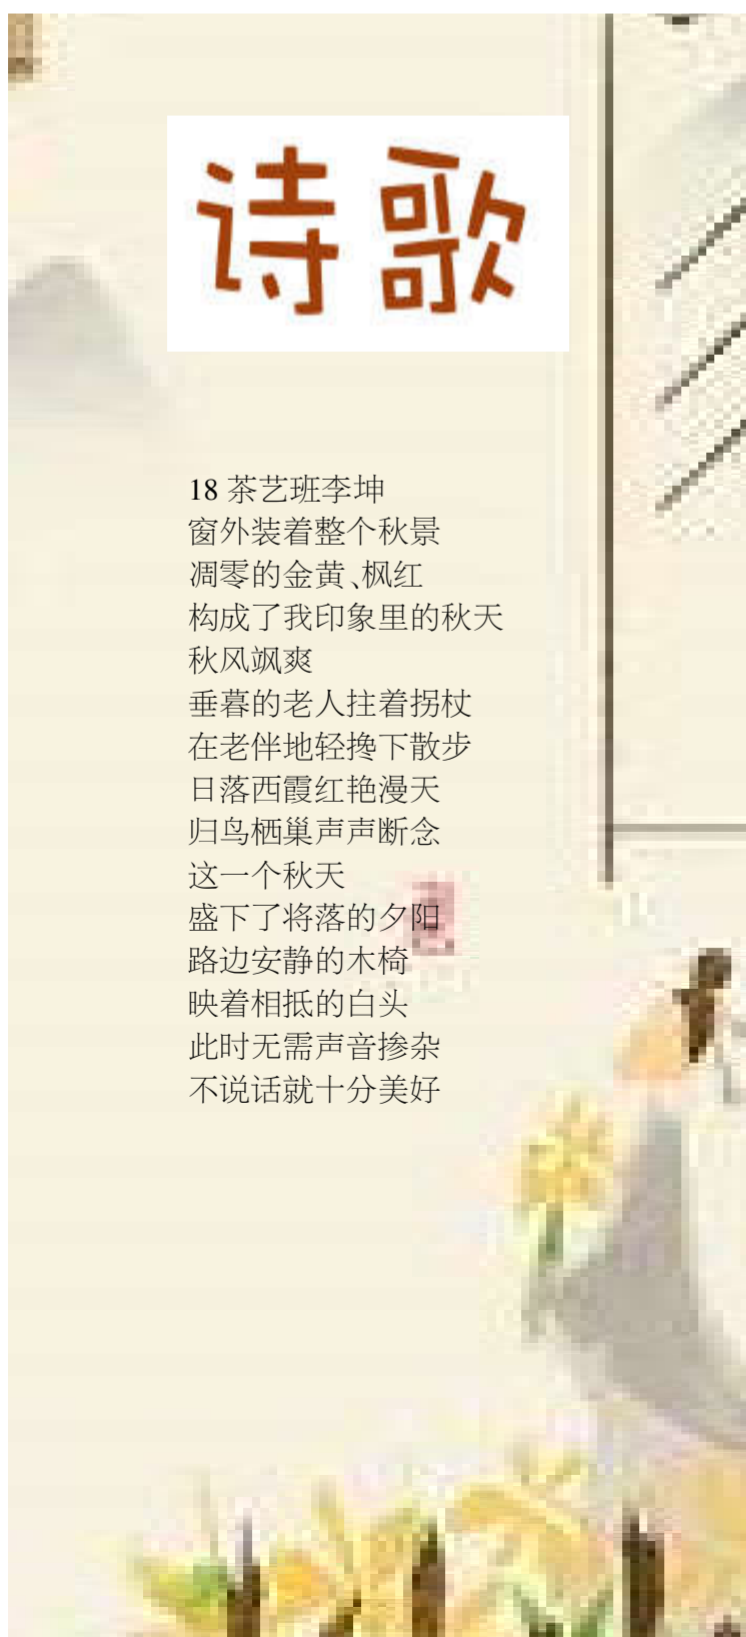 诗歌
18 茶艺班李坤
窗外装着整个秋景
凋零的金黄、枫红
构成了我印象里的秋天
秋风飒爽
垂暮的老人拄着拐杖
在老伴地轻搀下散步
日落西霞红艳漫天
归鸟栖巢声声断念
这一个秋天
盛下了将落的夕阳
路边安静的木椅
映着相抵的白头
此时无需声音掺杂
不说话就十分美好